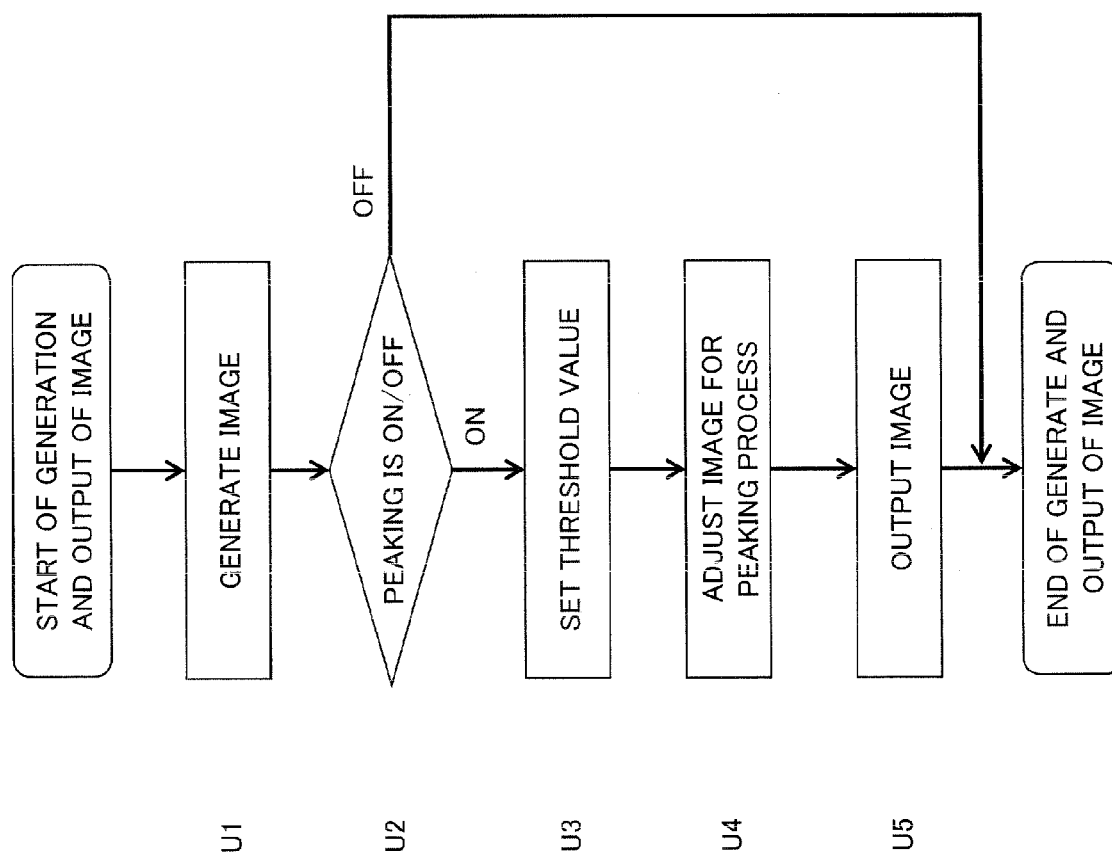 START OF GENERATION
AND OUTPUT OF IMAGE
U1
GENERATE IMAGE
U2
PEAKING IS ON/OFF
OFF
ON
U3
SET THRESHOLD VALUE
U4
ADJUST IMAGE FOR
PEAKING PROCESS
U5
OUTPUT IMAGE
END OF GENERATE AND
OUTPUT OF IMAGE